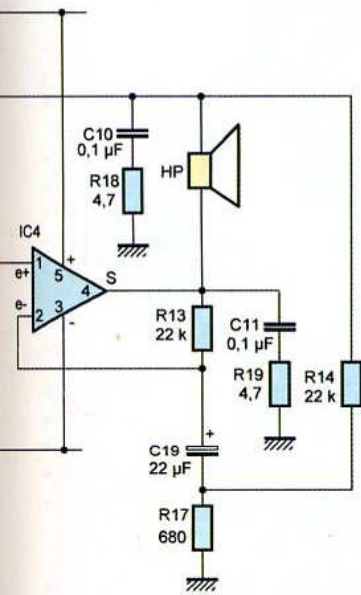 C10
0,1 µF
R18
4,7
HP
IC4
e+
1
5
+
4
S
e-
2
3
-
R13
22 k
C11
0,1 µF
R19
4,7
R14
22 k
+
C19
22 µF
R17
680